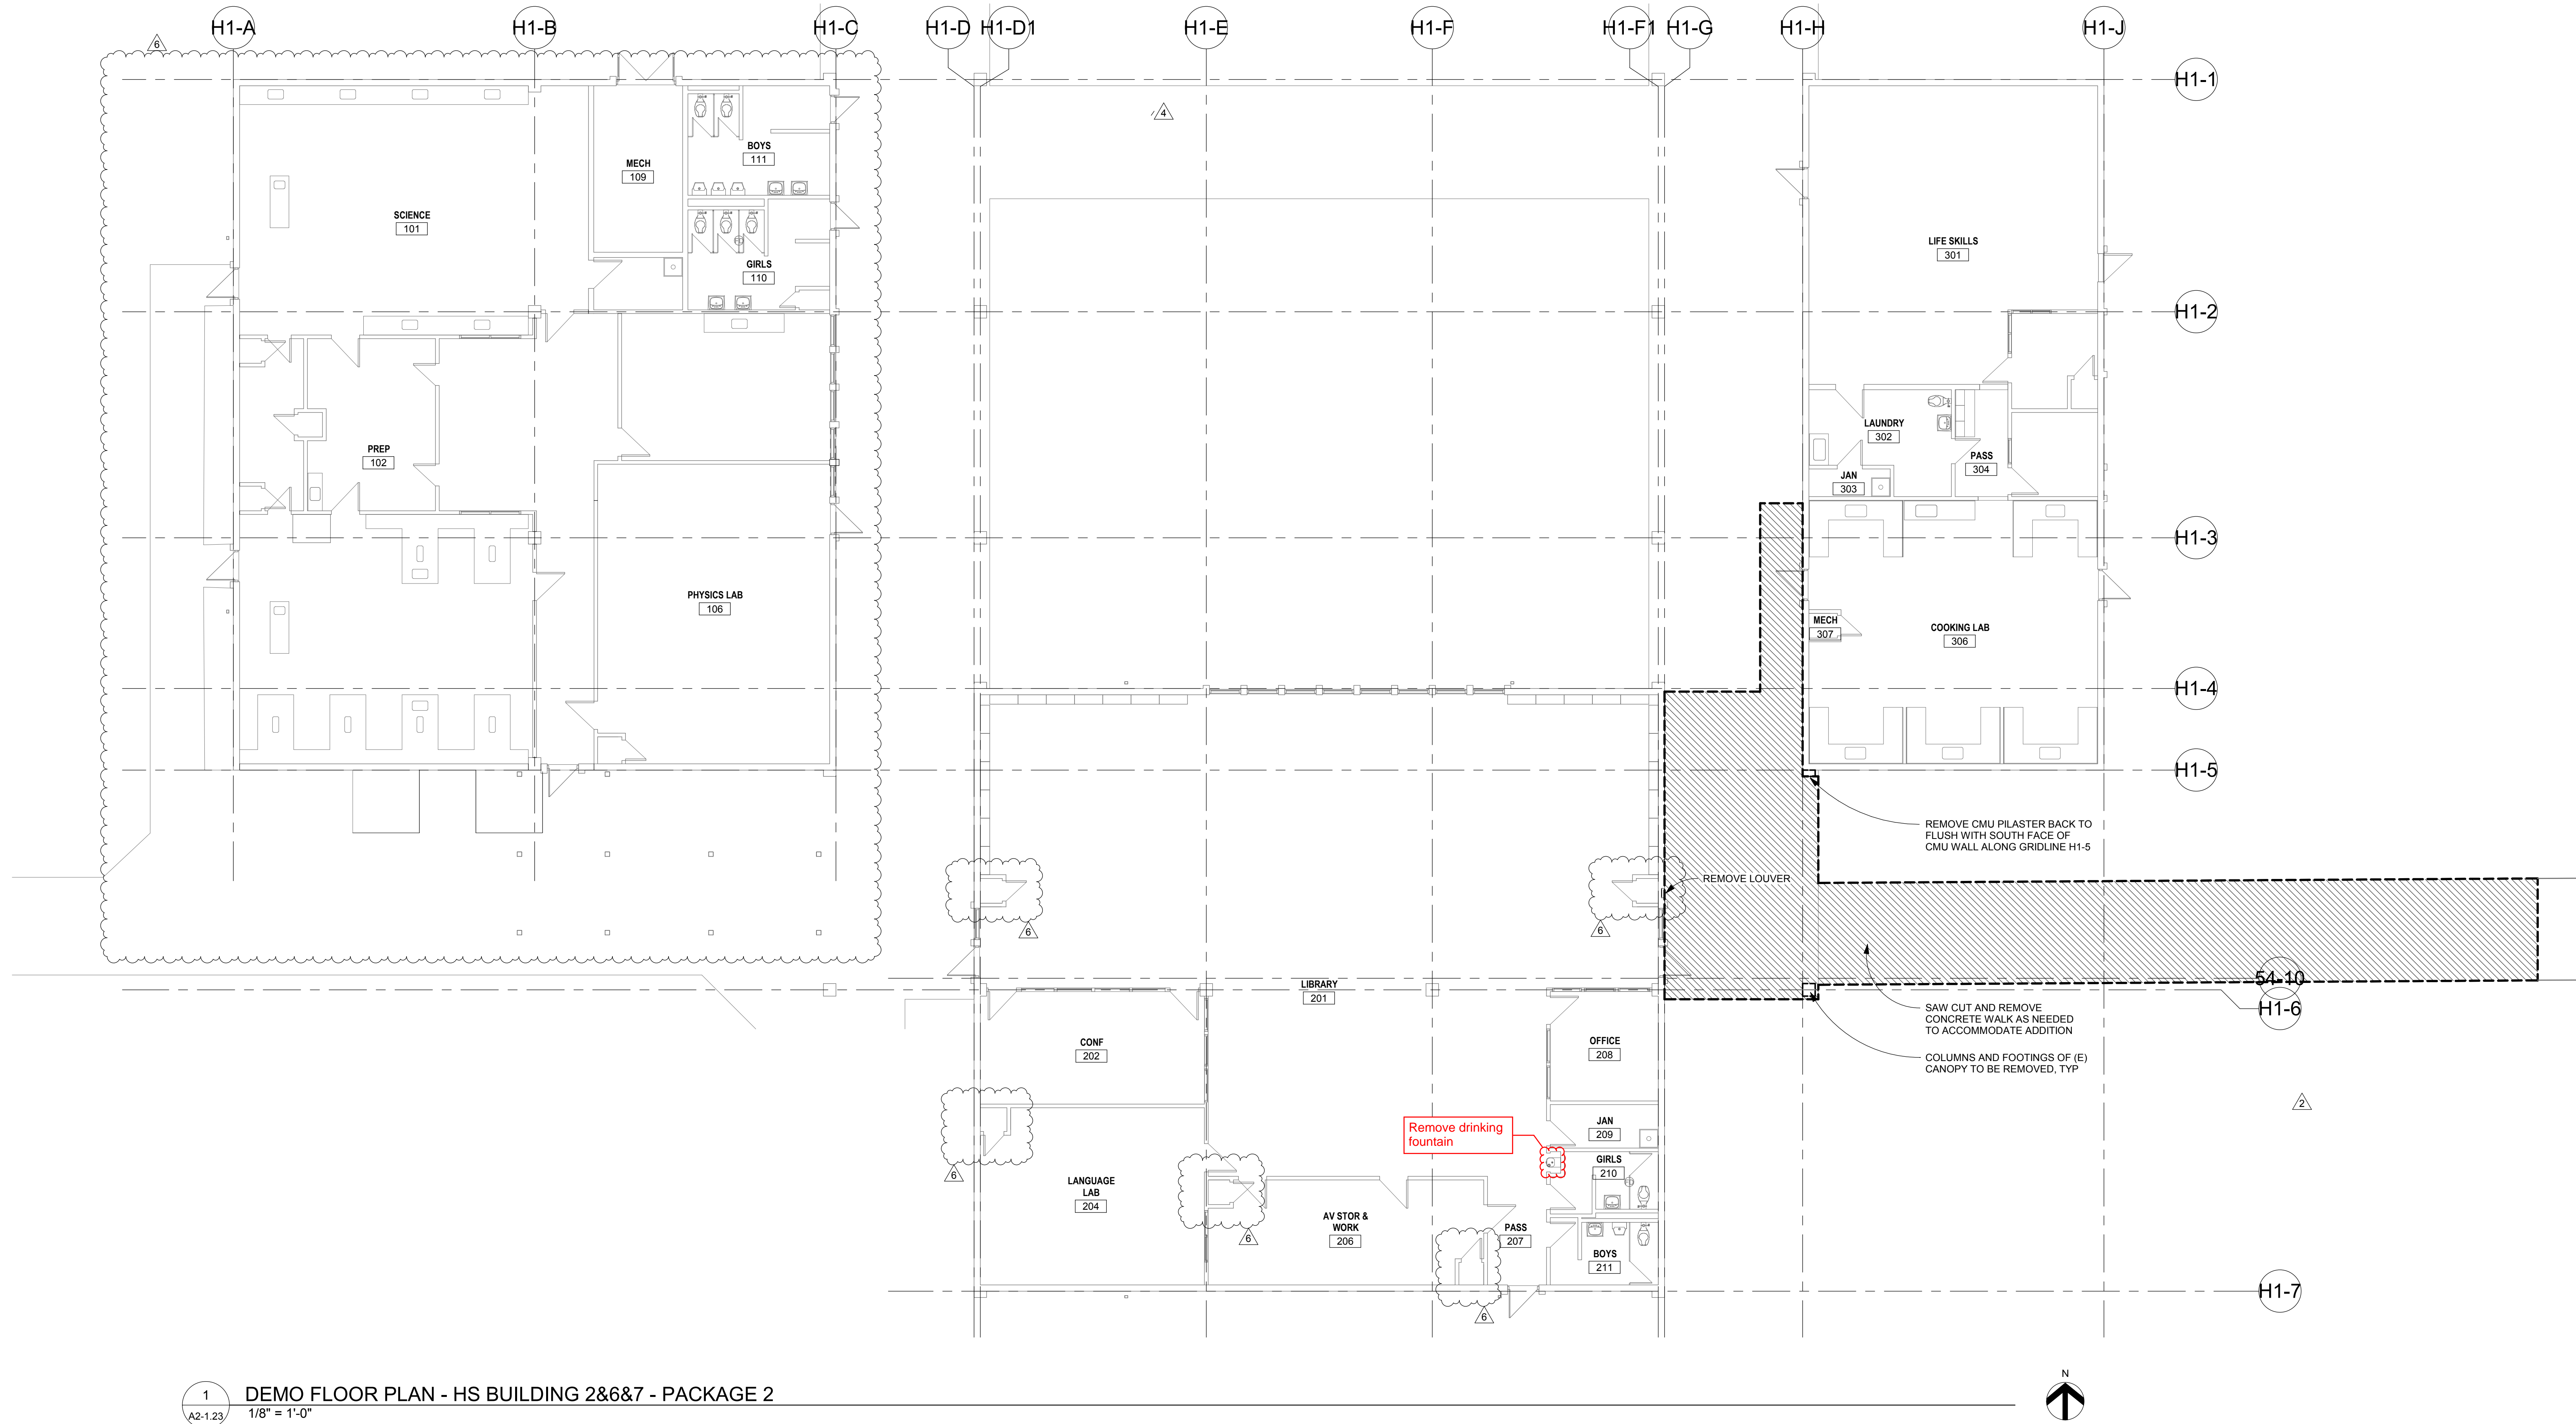 H1-A
H1-B
H1-C
H1-D
H1-D1
H1-E
H1-F
H1-F1
H1-G
H1-H
H1-J
6
H1-1
4
BOYS
111
MECH
109
SCIENCE
101
GIRLS
110
LIFE SKILLS
301
H1-2
LAUNDRY
302
PREP
102
PASS
304
JAN
303
H1-3
PHYSICS LAB
106
MECH
307
COOKING LAB
306
H1-4
H1-5
REMOVE CMU PILASTER BACK TO
FLUSH WITH SOUTH FACE OF
CMU WALL ALONG GRIDLINE H1-5
REMOVE LOUVER
6
6
54-10
LIBRARY
201
H1-6
SAW CUT AND REMOVE
CONCRETE WALK AS NEEDED
TO ACCOMMODATE ADDITION
CONF
202
OFFICE
208
COLUMNS AND FOOTINGS OF (E)
CANOPY TO BE REMOVED, TYP
2
Remove drinking
fountain
JAN
209
GIRLS
210
6
LANGUAGE
LAB
204
AV STOR &
WORK
206
PASS
207
6
BOYS
211
H1-7
6
N
1
A2-1.23
DEMO FLOOR PLAN - HS BUILDING 2&6&7 - PACKAGE 2
1/8" = 1'-0"